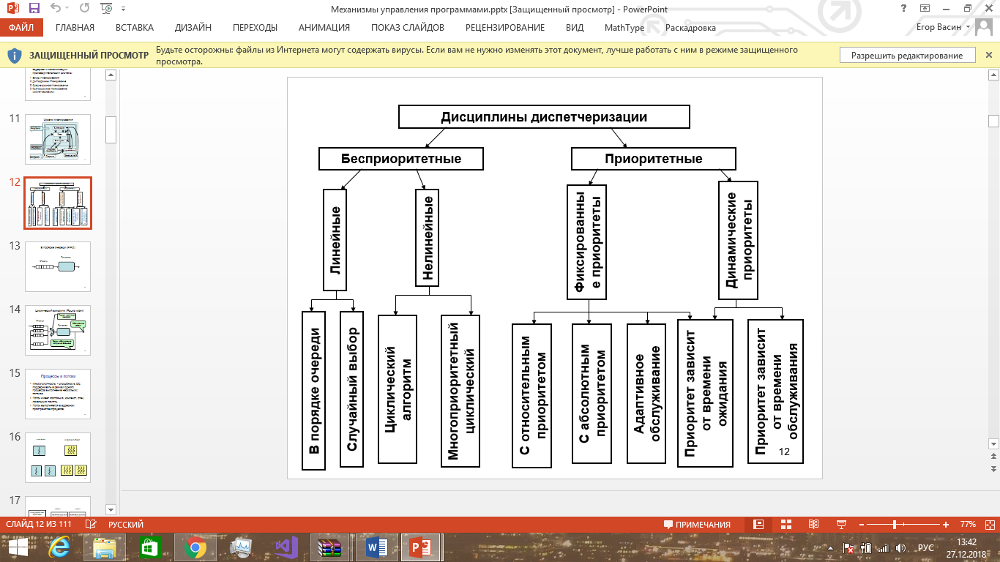 Механизмы управления программами.pptx [Защищенный просмотр] - PowerPoint
ФАЙЛ ГЛАВНАЯ ВСТАВКА ДИЗАЙН ПЕРЕХОДЫ АНИМАЦИЯ ПОКАЗ СЛАЙДОВ РЕЦЕНЗИРОВАНИЕ ВИД MathType Раскадровка Егор Васин
ЗАЩИЩЕННЫЙ ПРОСМОТР Будьте осторожны: файлы из Интернета могут содержать вирусы. Если вам не нужно изменять этот документ, лучше работать с ним в режиме защищенного
просмотра.
Разрешить редактирование
11
12
13
14
15
Процессы и потоки
16
17
Дисциплины диспетчеризации
Бесприоритетные
Приоритетные
Линейные
Нелинейные
Фиксированны
е приоритеты
Динамические
приоритеты
В порядке очереди
Случайный выбор
Циклический
алгоритм
Многоприоритетный
циклический
С относительным
приоритетом
С абсолютным
приоритетом
Адаптивное
обслуживание
Приоритет зависит
от времени
ожидания
Приоритет зависит
от времени
обслуживания
12
СЛАЙД 12 ИЗ 111 РУССКИЙ ПРИМЕЧАНИЯ 77%
РУС
13:42
27.12.2018